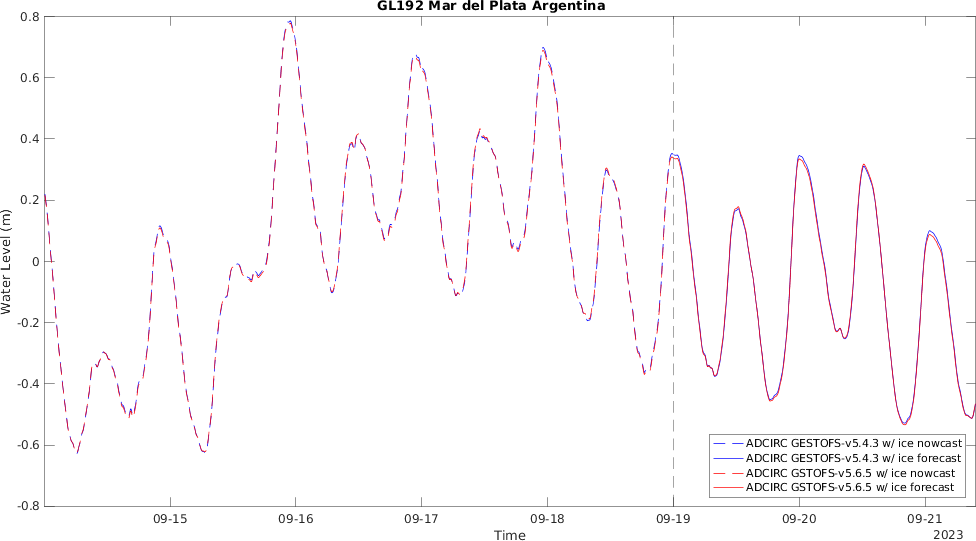 GL192 Mar del Plata Argentina
Water Level (m)
0.8
0.6
0.4
0.2
0
-0.2
-0.4
-0.6
-0.8
ADCIRC GESTOFS-v5.4.3 w/ ice nowcast
ADCIRC GESTOFS-v5.4.3 w/ ice forecast
ADCIRC GSTOFS-v5.6.5 w/ ice nowcast
ADCIRC GSTOFS-v5.6.5 w/ ice forecast
09-15 09-16 09-17 09-18 09-19 09-20 09-21
Time
2023